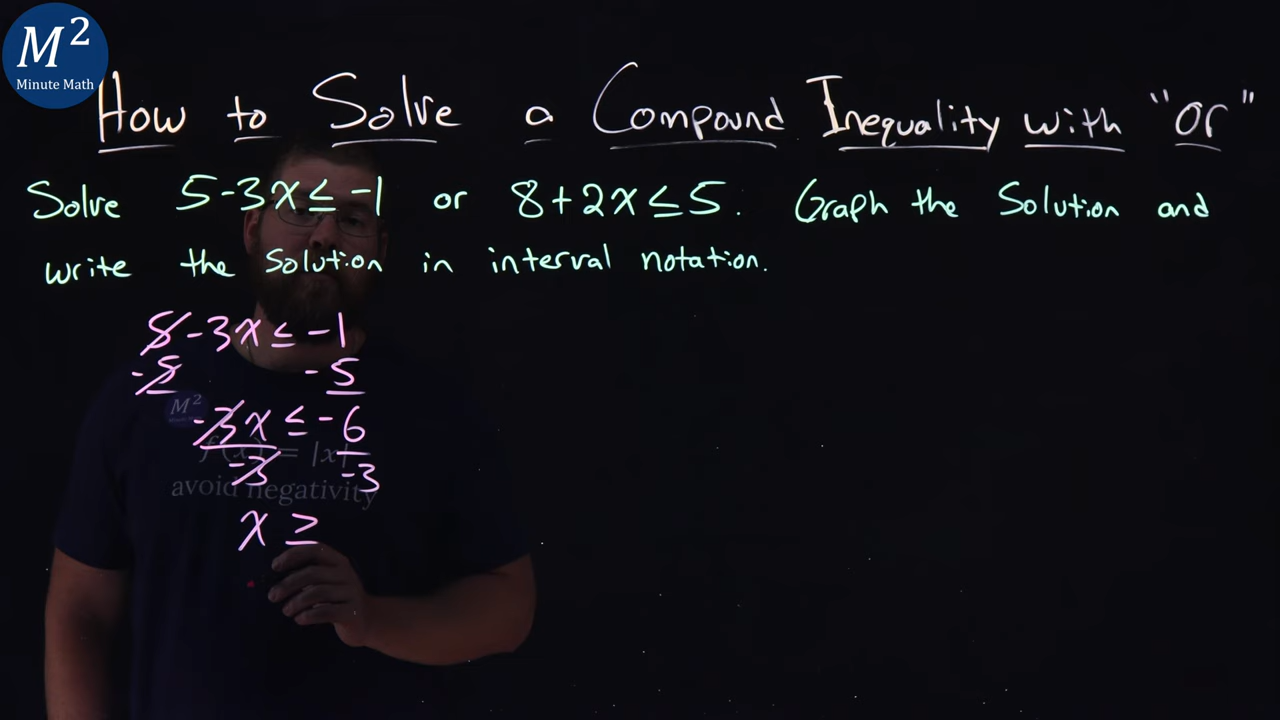 M²
Minute Math
How to Solve a Compound Inequality with "or"
Solve 5-3x ≤ -1 or 8+2x ≤ 5. Graph the Solution and
write the solution in interval notation.
5-3x ≤ -1
-5 -5
-3x ≤ -6
-3 -3
x ≥
M²
f(x) = |x|
avoid negativity